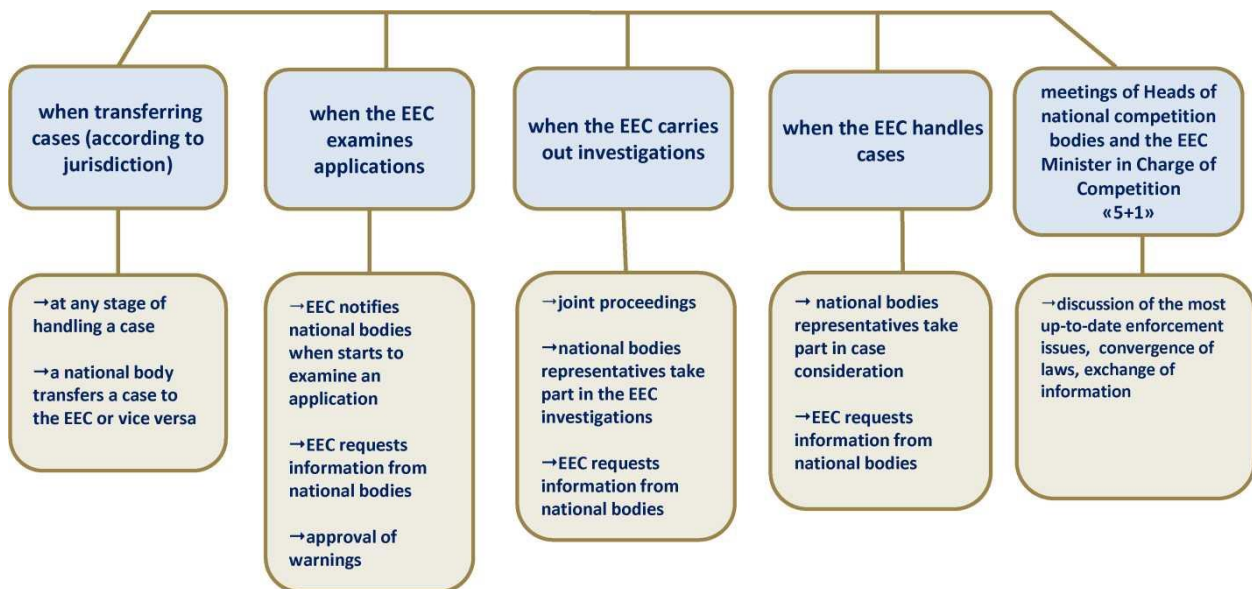 when transferring
cases (according to
jurisdiction)
when the EEC
examines
applications
when the EEC carries
out investigations
when the EEC handles
cases
meetings of Heads of
national competition
bodies and the EEC
Minister in Charge of
Competition
«5+1»
→at any stage of
handling a case
→a national body
transfers a case to
the EEC or vice versa
→EEC notifies
national bodies
when starts to
examine an
application
→EEC requests
information from
national bodies
→approval of
warnings
→joint proceedings
→national bodies
representatives take
part in the EEC
investigations
→EEC requests
information from
national bodies
→ national bodies
representatives take
part in case
consideration
→EEC requests
information from
national bodies
→discussion of the most
up-to-date enforcement
issues, convergence of
laws, exchange of
information